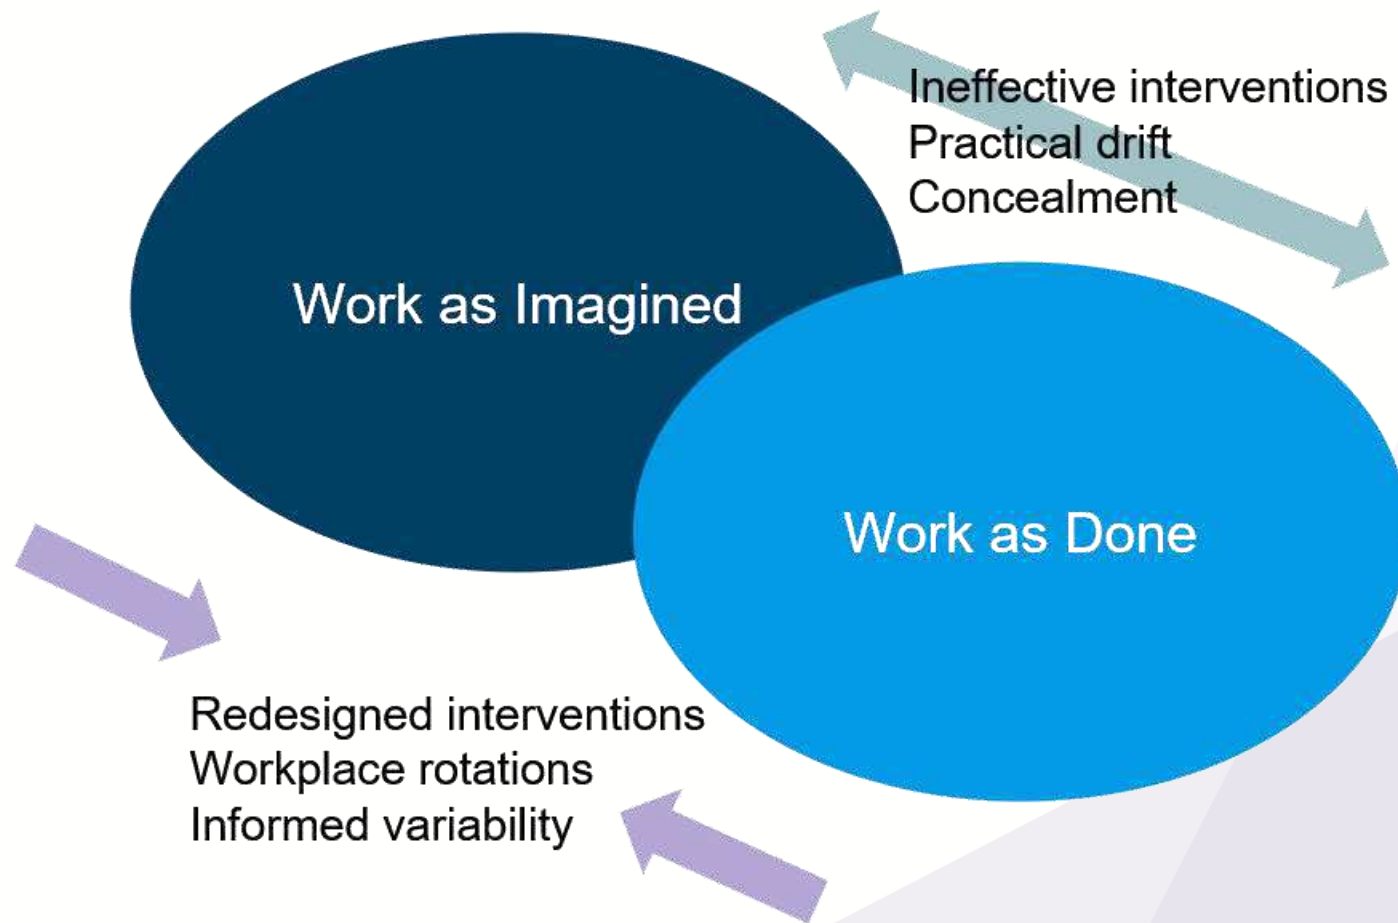 Ineffective interventions
Practical drift
Concealment
Work as Imagined
Work as Done
Redesigned interventions
Workplace rotations
Informed variability